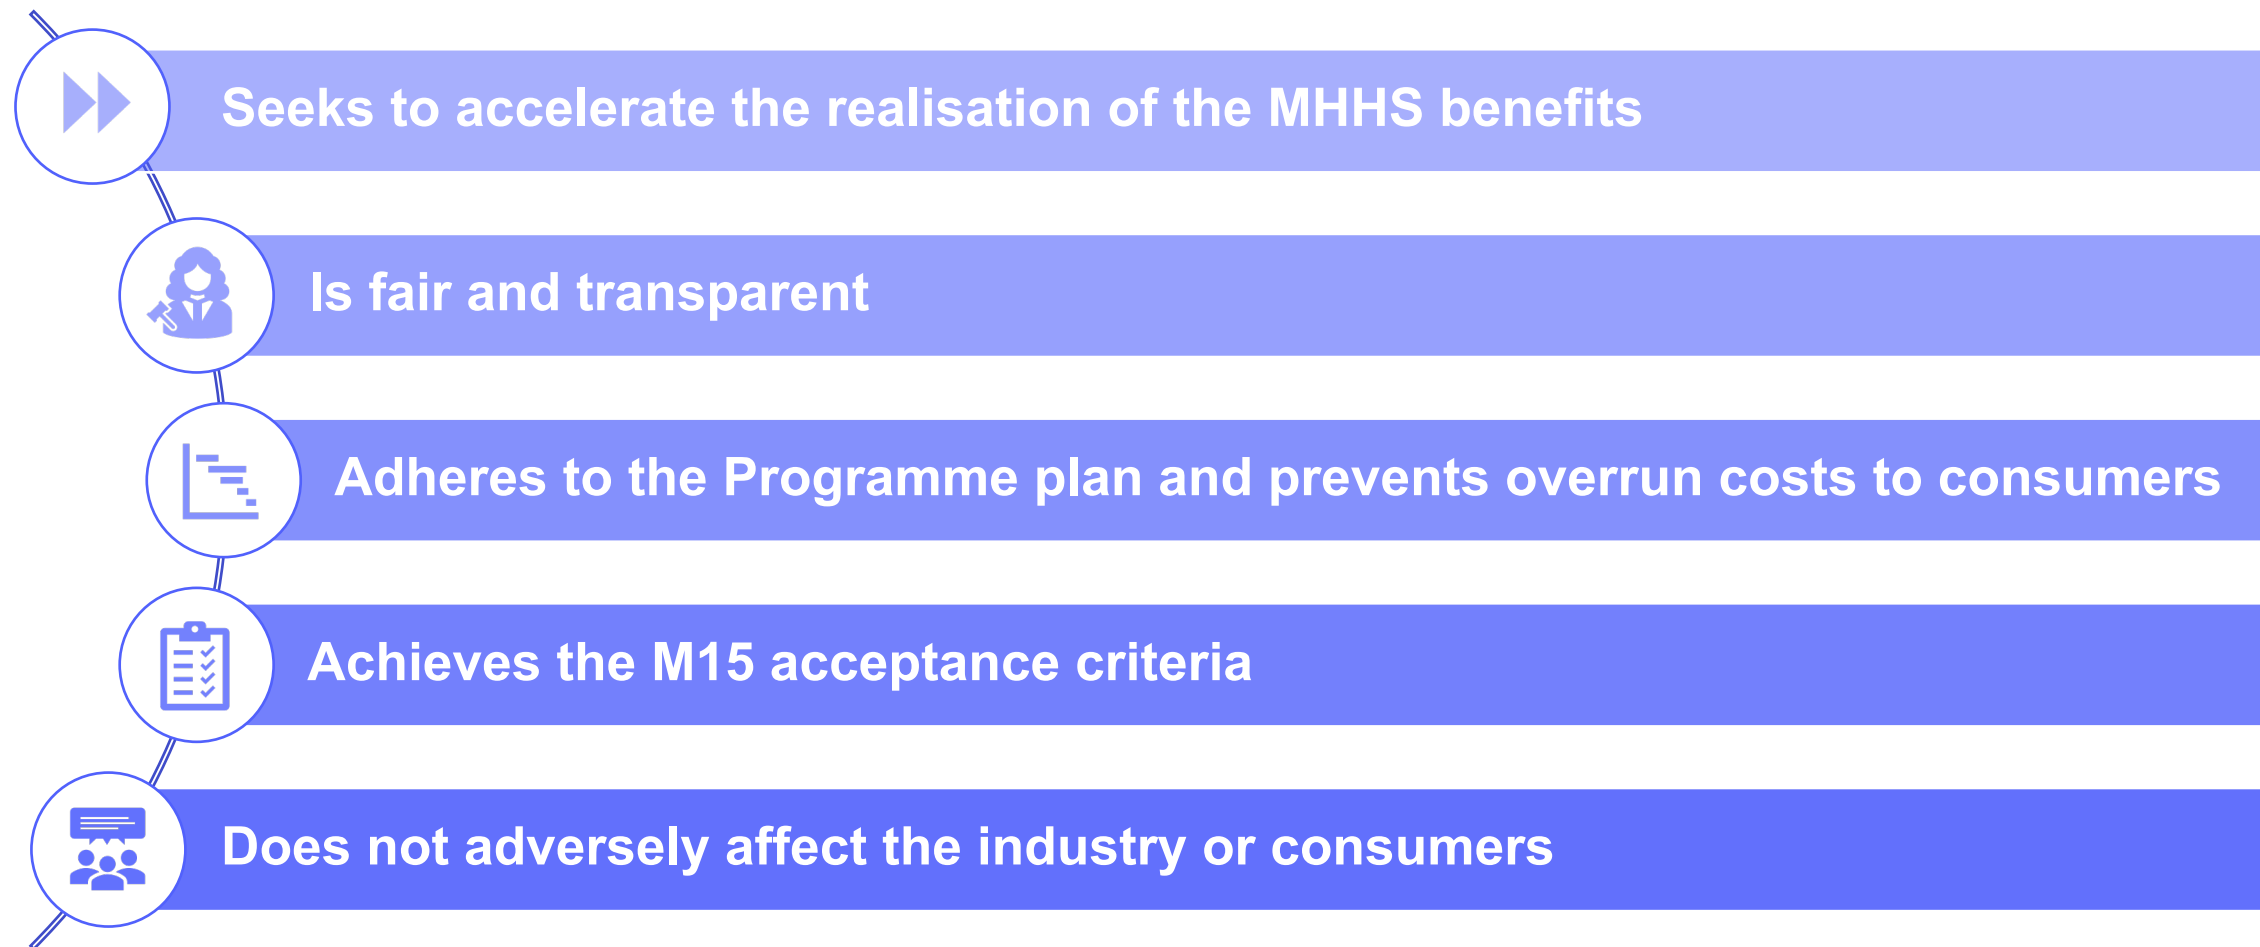 Seeks to accelerate the realisation of the MHHS benefits
Is fair and transparent
Adheres to the Programme plan and prevents overrun costs to consumers
Achieves the M15 acceptance criteria
Does not adversely affect the industry or consumers